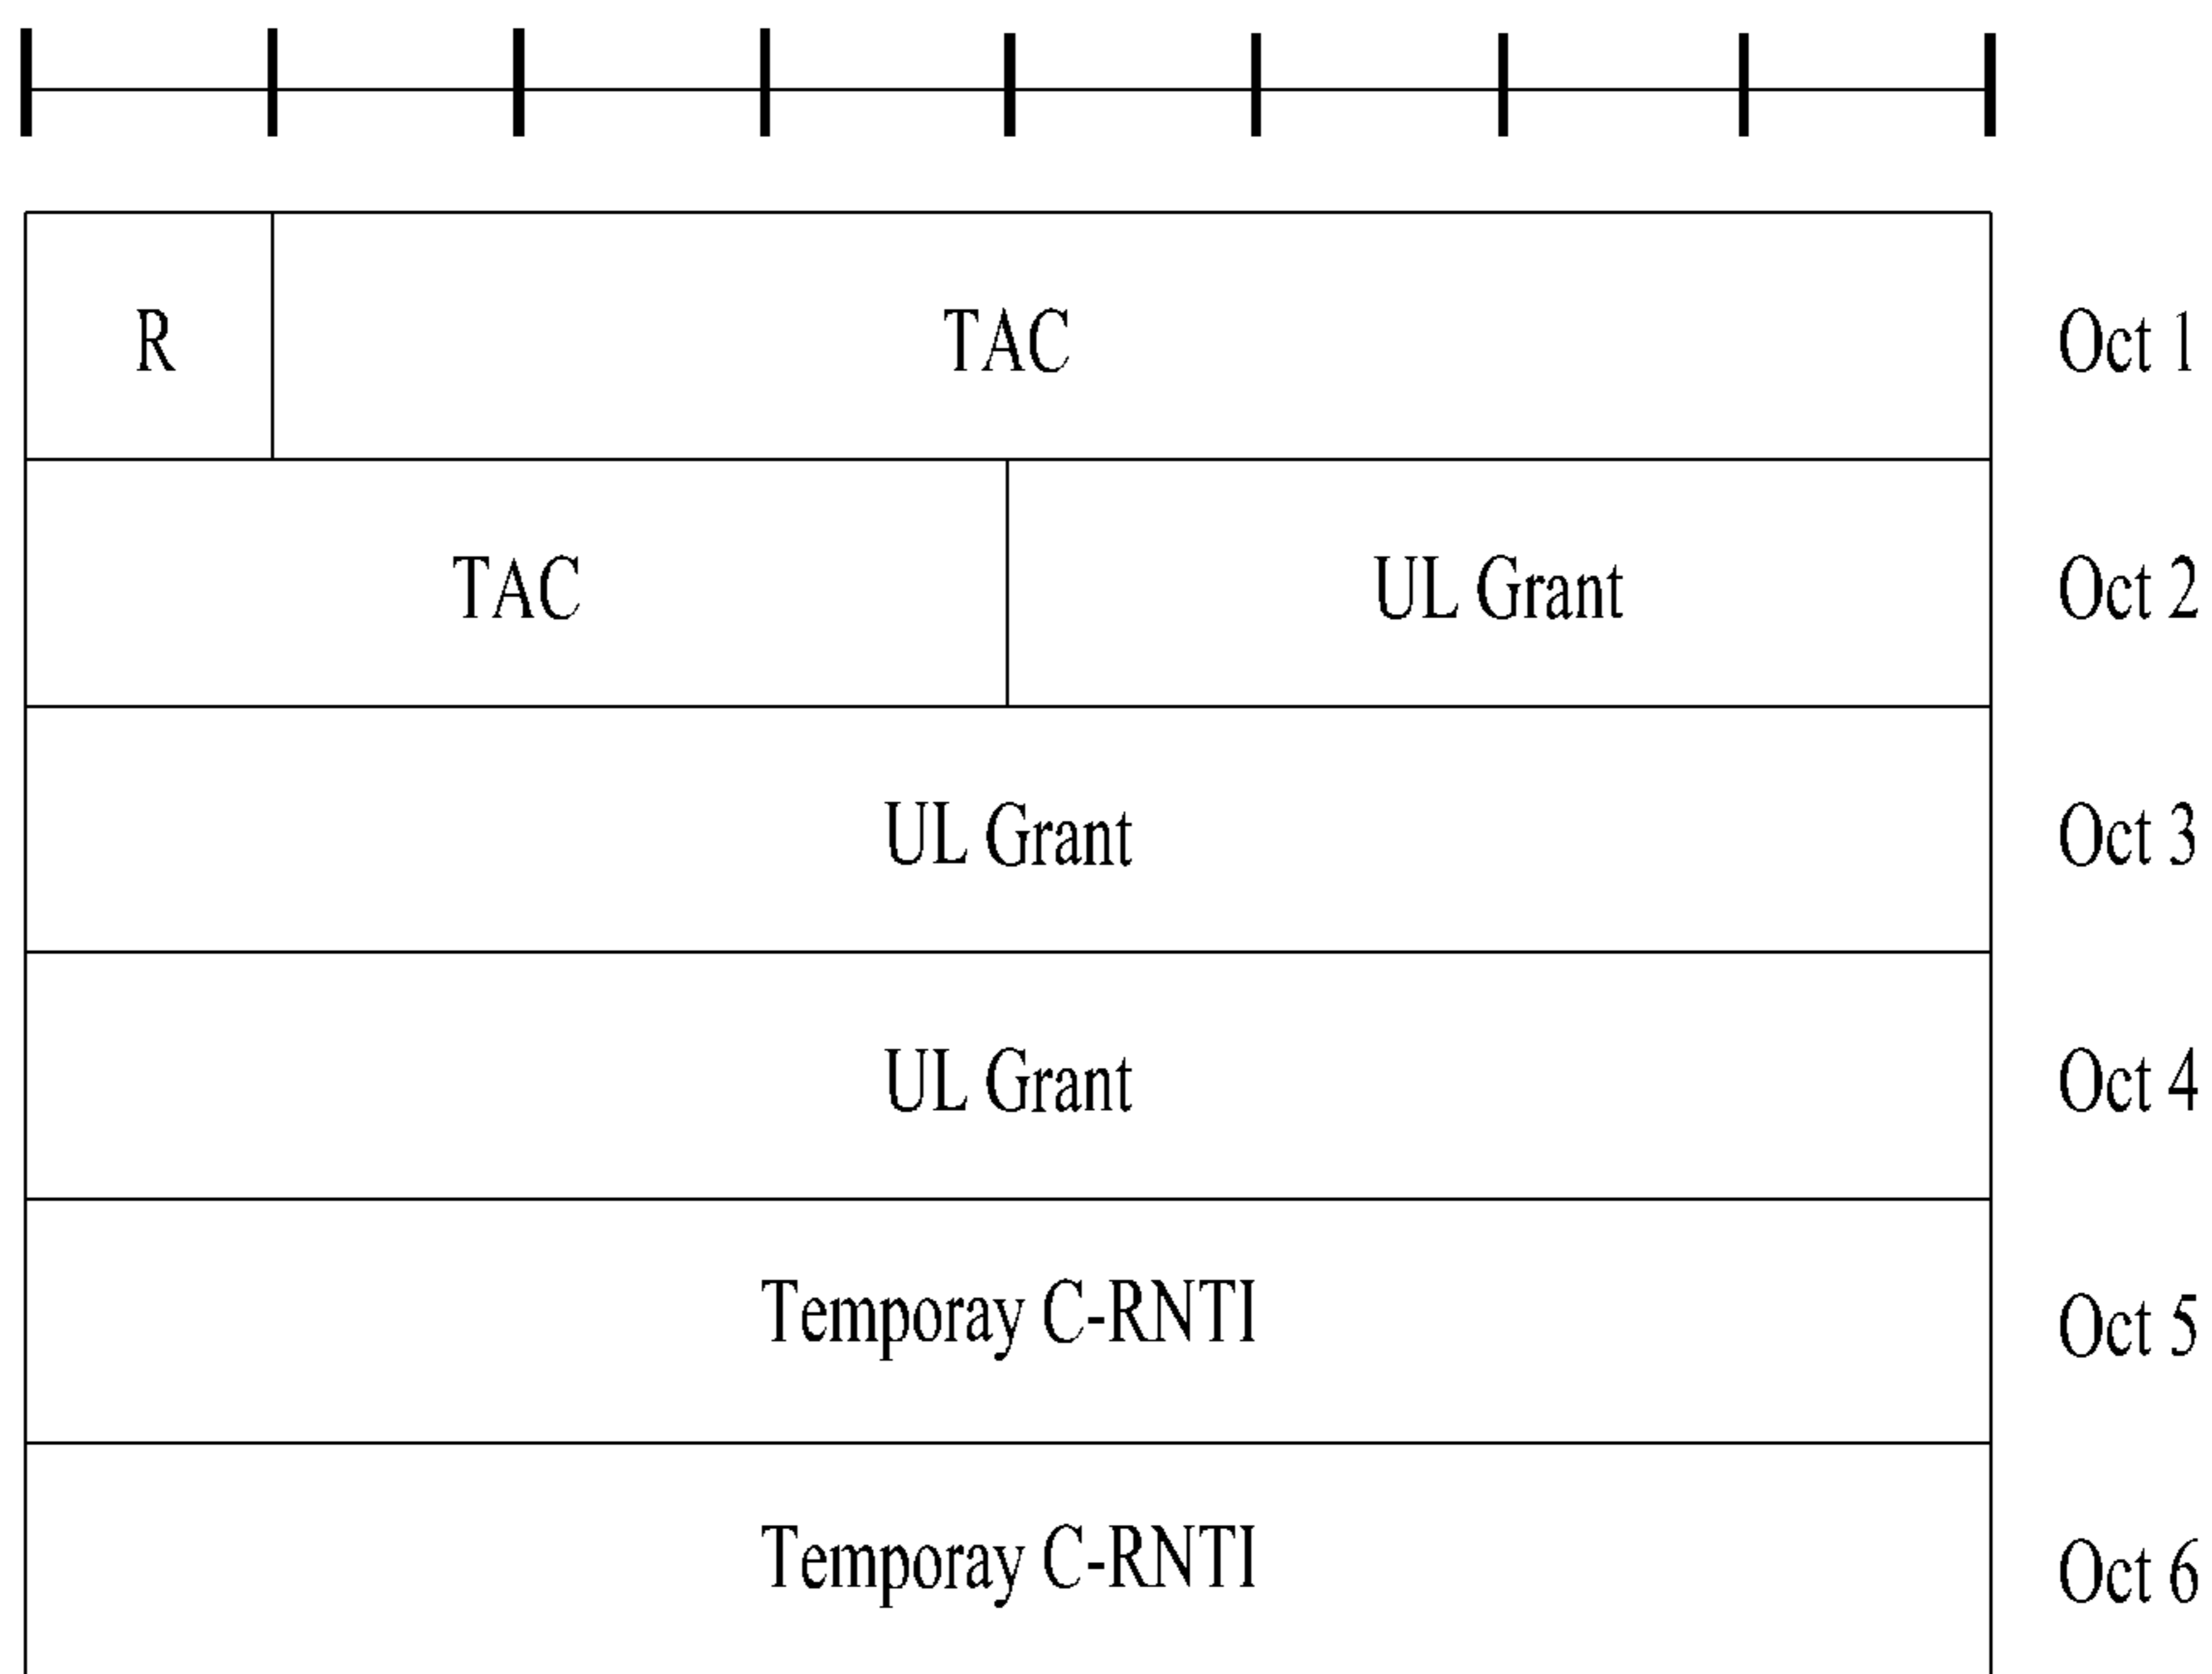 R TAC Oct 1
TAC UL Grant Oct 2
UL Grant Oct 3
UL Grant Oct 4
Temporay C-RNTI Oct 5
Temporay C-RNTI Oct 6